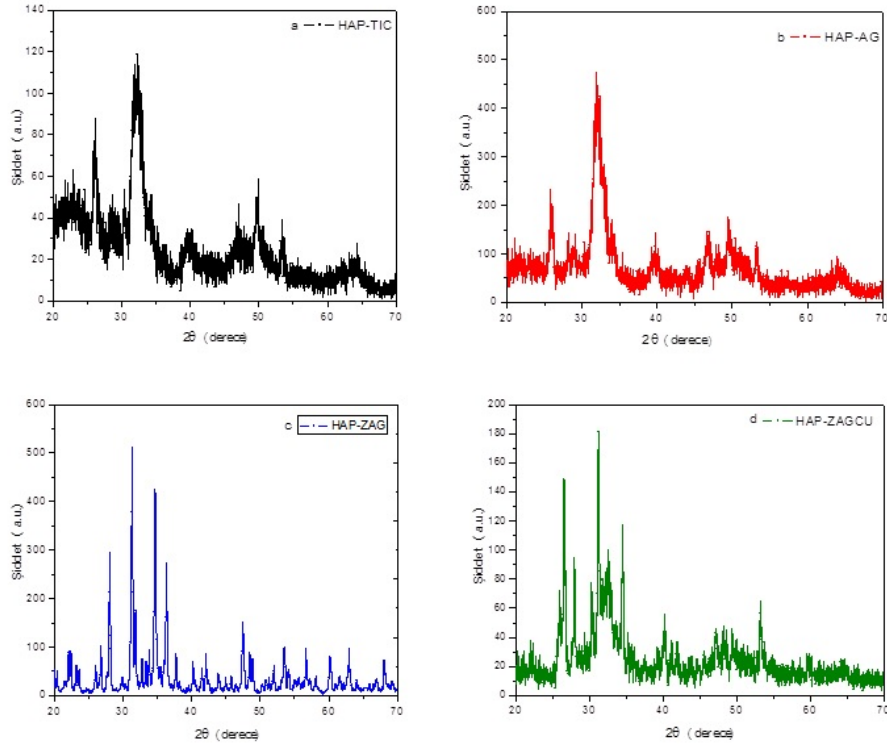 a HAP-TIC
Şiddet ( a.u.)
140
120
100
80
60
40
20
0
20 30 40 50 60 70
2θ (derece)
b HAP-AG
Şiddet ( a.u.)
600
500
400
300
200
100
0
20 30 40 50 60 70
2θ (derece)
c HAP-ZAG
Şiddet ( a.u.)
600
500
400
300
200
100
0
20 30 40 50 60 70
2θ (derece)
d HAP-ZAGCU
Şiddet ( a.u.)
200
180
160
140
120
100
80
60
40
20
0
20 30 40 50 60 70
2θ (derece)